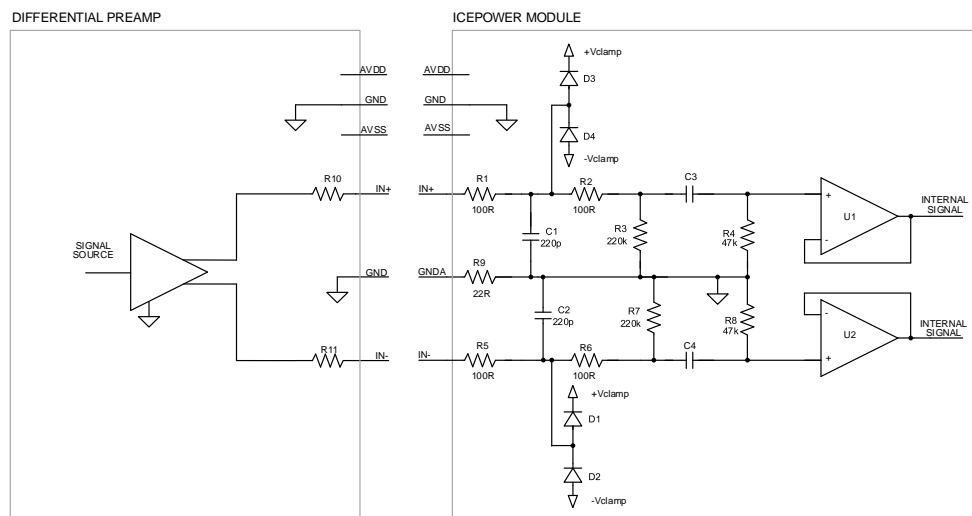 DIFFERENTIAL PREAMP
ICEPOWER MODULE
AVDD
AVDD
GND
GND
AVSS
AVSS
+Vclamp
D3
D4
-Vclamp
R10
IN+
IN+
R1
100R
R2
100R
C3
C1
220p
R3
220k
R4
47k
+
-
U1
INTERNAL
SIGNAL
SIGNAL
SOURCE
GND
GNDA
R9
22R
C2
220p
R7
220k
R8
47k
-
+
U2
INTERNAL
SIGNAL
R11
IN-
IN-
R5
100R
R6
100R
C4
+Vclamp
D1
D2
-Vclamp